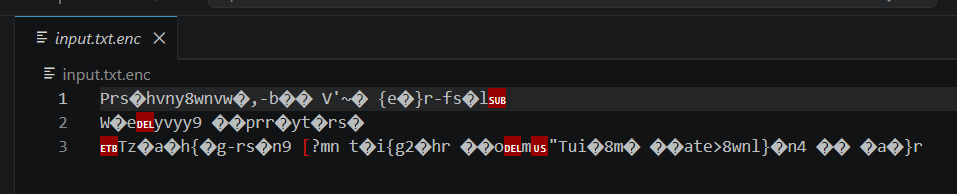 input.txt.enc
input.txt.enc
1 Prs�hvny8wnvw�,-b�� V'~� {e�}r-fs�lSUB
2 W�eDELyvyy9 ��prr�yt�rs�
3 ETBTz�a�h{�g-rs�n9 [?mn t�i{g2�hr ��oDELmUS"Tui�8m� ��ate>8wnl}�n4 �� �a�}r